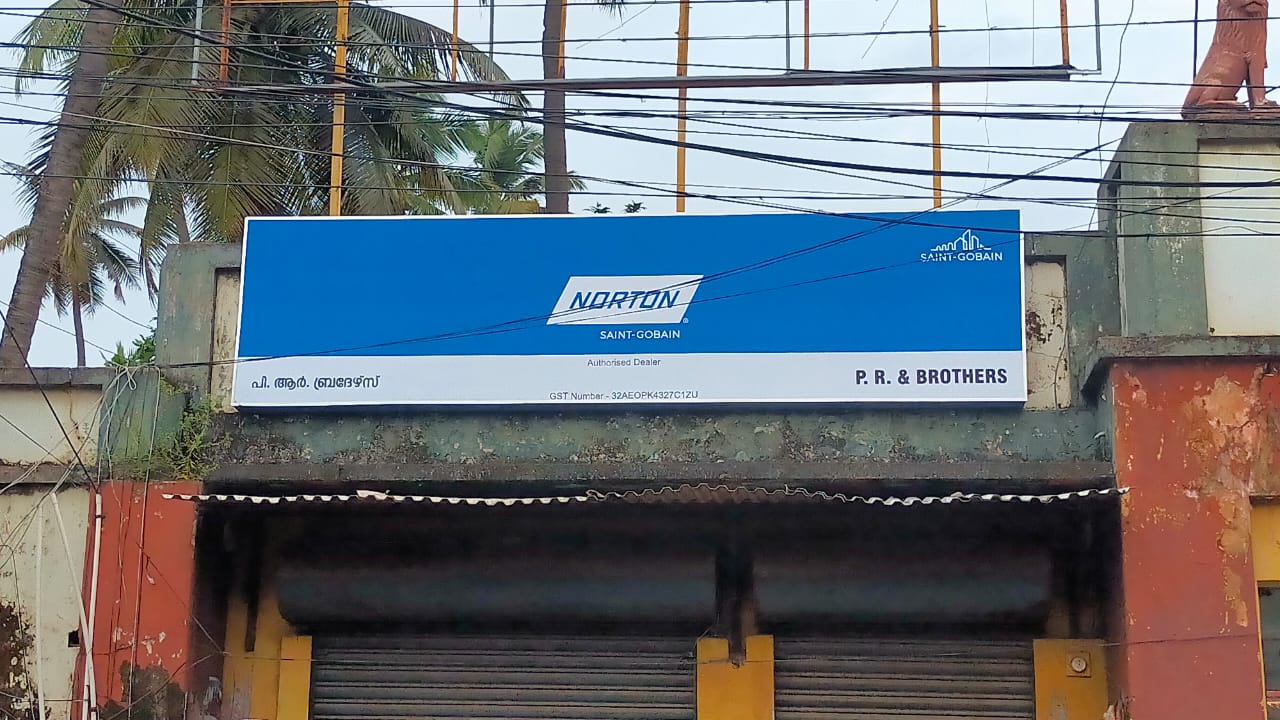 SAINT-GOBAIN
NORTON
SAINT-GOBAIN
Authorised Dealer
പി. ആർ. ബ്രദേഴ്സ്
P. R. & BROTHERS
GST Number - 32AEOPK4327C1ZU